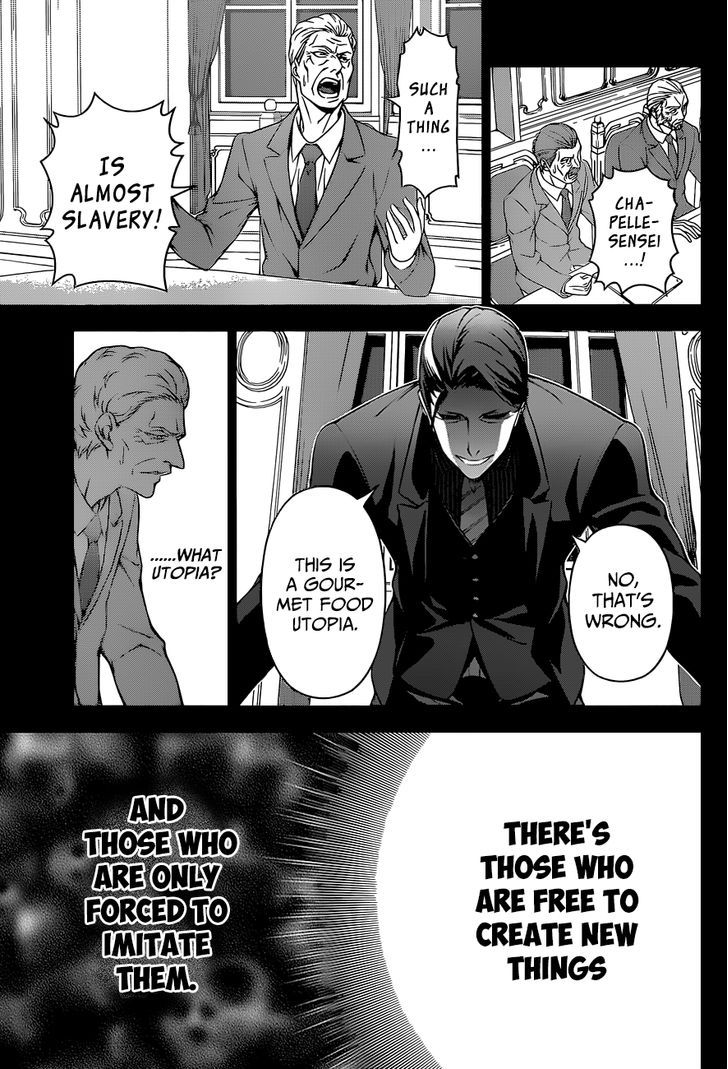 CHA-
PELLE-
SENSEI
...!
SUCH
A
THING
...
IS
ALMOST
SLAVERY!
NO,
THAT'S
WRONG.
THIS IS
A GOUR-
MET FOOD
UTOPIA.
......WHAT
UTOPIA?
THERE'S
THOSE WHO
ARE FREE TO
CREATE NEW
THINGS
AND
THOSE WHO
ARE ONLY
FORCED TO
IMITATE
THEM.